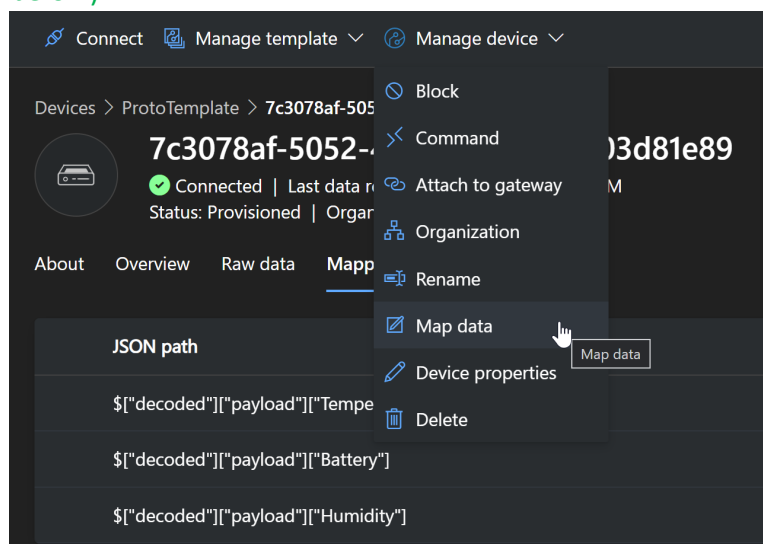 Connect Manage template Manage device
Block
Devices > ProtoTemplate > 7c3078af-505
7c3078af-5052- 03d81e89
Command
Connected | Last data r M
Attach to gateway
Status: Provisioned | Organ
Organization
About Overview Raw data Mapp
Rename
Map data
Map data
JSON path
Device properties
$["decoded"]["payload"]["Tempe
Delete
$["decoded"]["payload"]["Battery"]
$["decoded"]["payload"]["Humidity"]